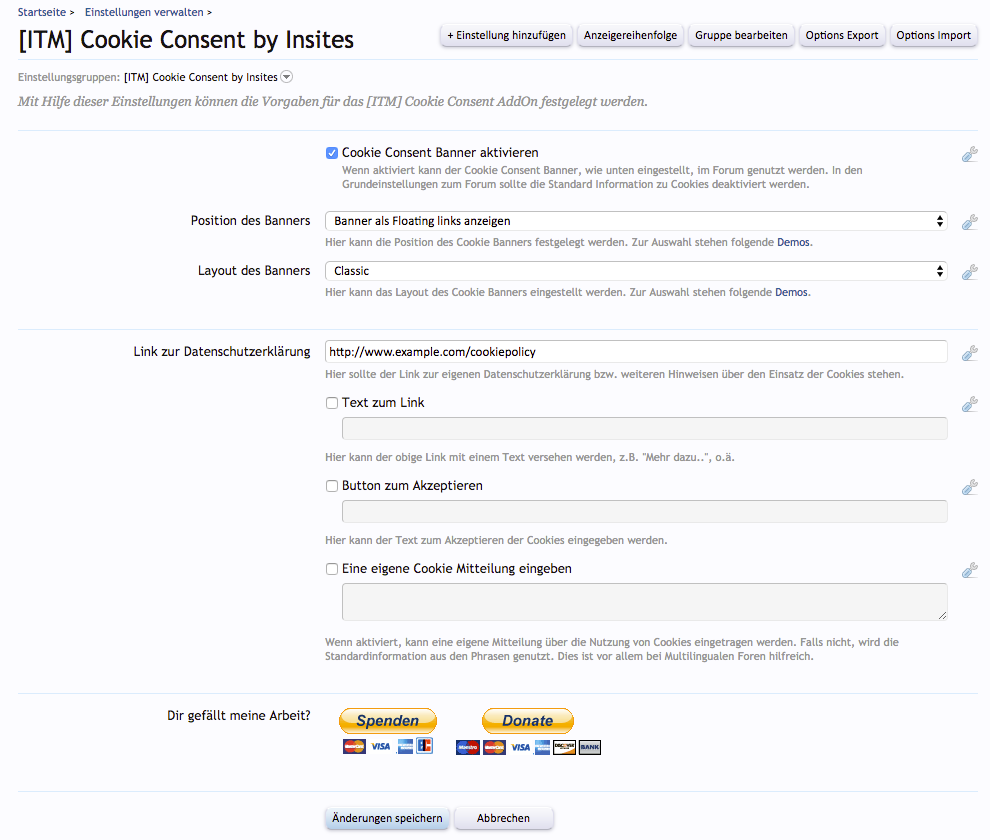 Startseite > Einstellungen verwalten >
[ITM] Cookie Consent by Insites
+ Einstellung hinzufügen
Anzeigereihenfolge
Gruppe bearbeiten
Options Export
Options Import
Einstellungsgruppen: [ITM] Cookie Consent by Insites
Mit Hilfe dieser Einstellungen können die Vorgaben für das [ITM] Cookie Consent AddOn festgelegt werden.
Cookie Consent Banner aktivieren
Wenn aktiviert kann der Cookie Consent Banner, wie unten eingestellt, im Forum genutzt werden. In den
Grundeinstellungen zum Forum sollte die Standard Information zu Cookies deaktiviert werden.
Position des Banners
Banner als Floating links anzeigen
Hier kann die Position des Cookie Banners festgelegt werden. Zur Auswahl stehen folgende Demos.
Layout des Banners
Classic
Hier kann das Layout des Cookie Banners eingestellt werden. Zur Auswahl stehen folgende Demos.
Link zur Datenschutzerklärung
http://www.example.com/cookiepolicy
Hier sollte der Link zur eigenen Datenschutzerklärung bzw. weiteren Hinweisen über den Einsatz der Cookies stehen.
Text zum Link
Hier kann der obige Link mit einem Text versehen werden, z.B. "Mehr dazu..", o.ä.
Button zum Akzeptieren
Hier kann der Text zum Akzeptieren der Cookies eingegeben werden.
Eine eigene Cookie Mitteilung eingeben
Wenn aktiviert, kann eine eigene Mitteilung über die Nutzung von Cookies eingetragen werden. Falls nicht, wird die
Standardinformation aus den Phrasen genutzt. Dies ist vor allem bei Multilingualen Foren hilfreich.
Dir gefällt meine Arbeit?
Spenden
Donate
MasterCard VISA
Maestro MasterCard VISA DISCOVER BANK
Änderungen speichern
Abbrechen